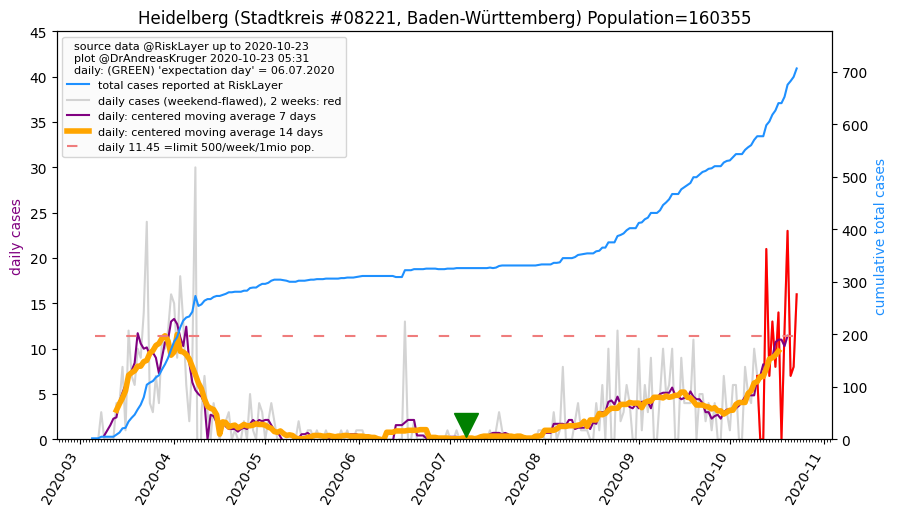 Heidelberg (Stadtkreis #08221, Baden-Württemberg) Population=160355
source data @RiskLayer up to 2020-10-23
plot @DrAndreasKruger 2020-10-23 05:31
daily: (GREEN) 'expectation day' = 06.07.2020
total cases reported at RiskLayer
daily cases (weekend-flawed), 2 weeks: red
daily: centered moving average 7 days
daily: centered moving average 14 days
daily 11.45 =limit 500/week/1mio pop.
daily cases
45
40
35
30
25
20
15
10
5
0
cumulative total cases
700
600
500
400
300
200
100
0
2020-03
2020-04
2020-05
2020-06
2020-07
2020-08
2020-09
2020-10
2020-11